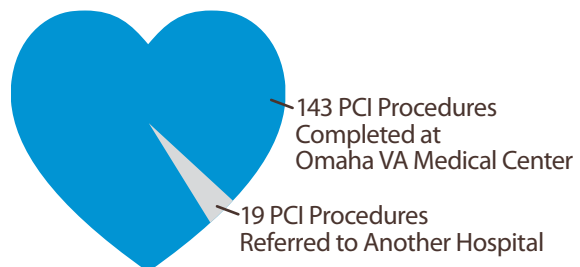 143 PCI Procedures
Completed at
Omaha VA Medical Center
19 PCI Procedures
Referred to Another Hospital